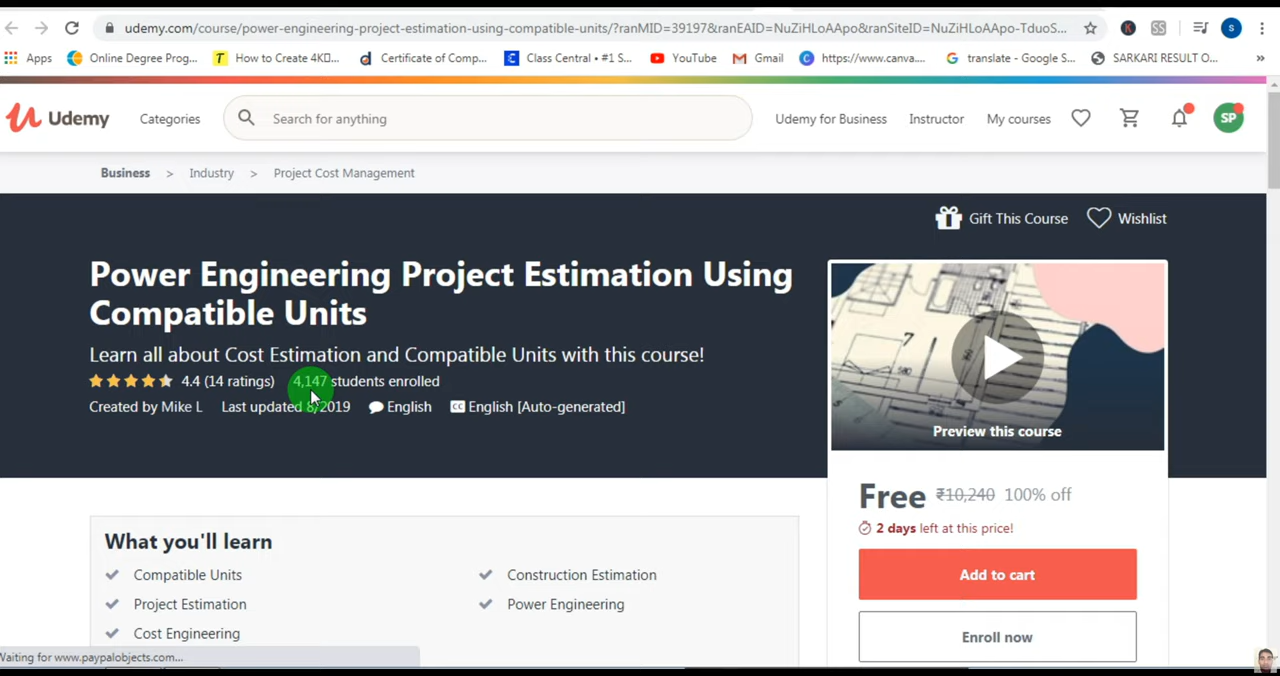 udemy.com/course/power-engineering-project-estimation-using-compatible-units/?ranMID=39197&ranEAID=NuZiHLoAApo&ranSiteID=NuZiHLoAApo-TduoS...
K
SS
S
Apps
Online Degree Prog...
T
How to Create 4K...
d
Certificate of Comp...
Class Central • #1 S...
YouTube
Gmail
C
https://www.canva....
G
translate - Google S...
SARKARI RESULT O...
»
Udemy
Categories
Search for anything
Udemy for Business
Instructor
My courses
SP
Business > Industry > Project Cost Management
Gift This Course
Wishlist
Power Engineering Project Estimation Using
Compatible Units
Learn all about Cost Estimation and Compatible Units with this course!
4.4 (14 ratings) 4,147 students enrolled
Created by Mike L Last updated 8/2019 English CC English [Auto-generated]
7
Preview this course
Free ₹10,240 100% off
2 days left at this price!
Add to cart
Enroll now
What you'll learn
Compatible Units
Construction Estimation
Project Estimation
Power Engineering
Cost Engineering
Waiting for www.paypalobjects.com...